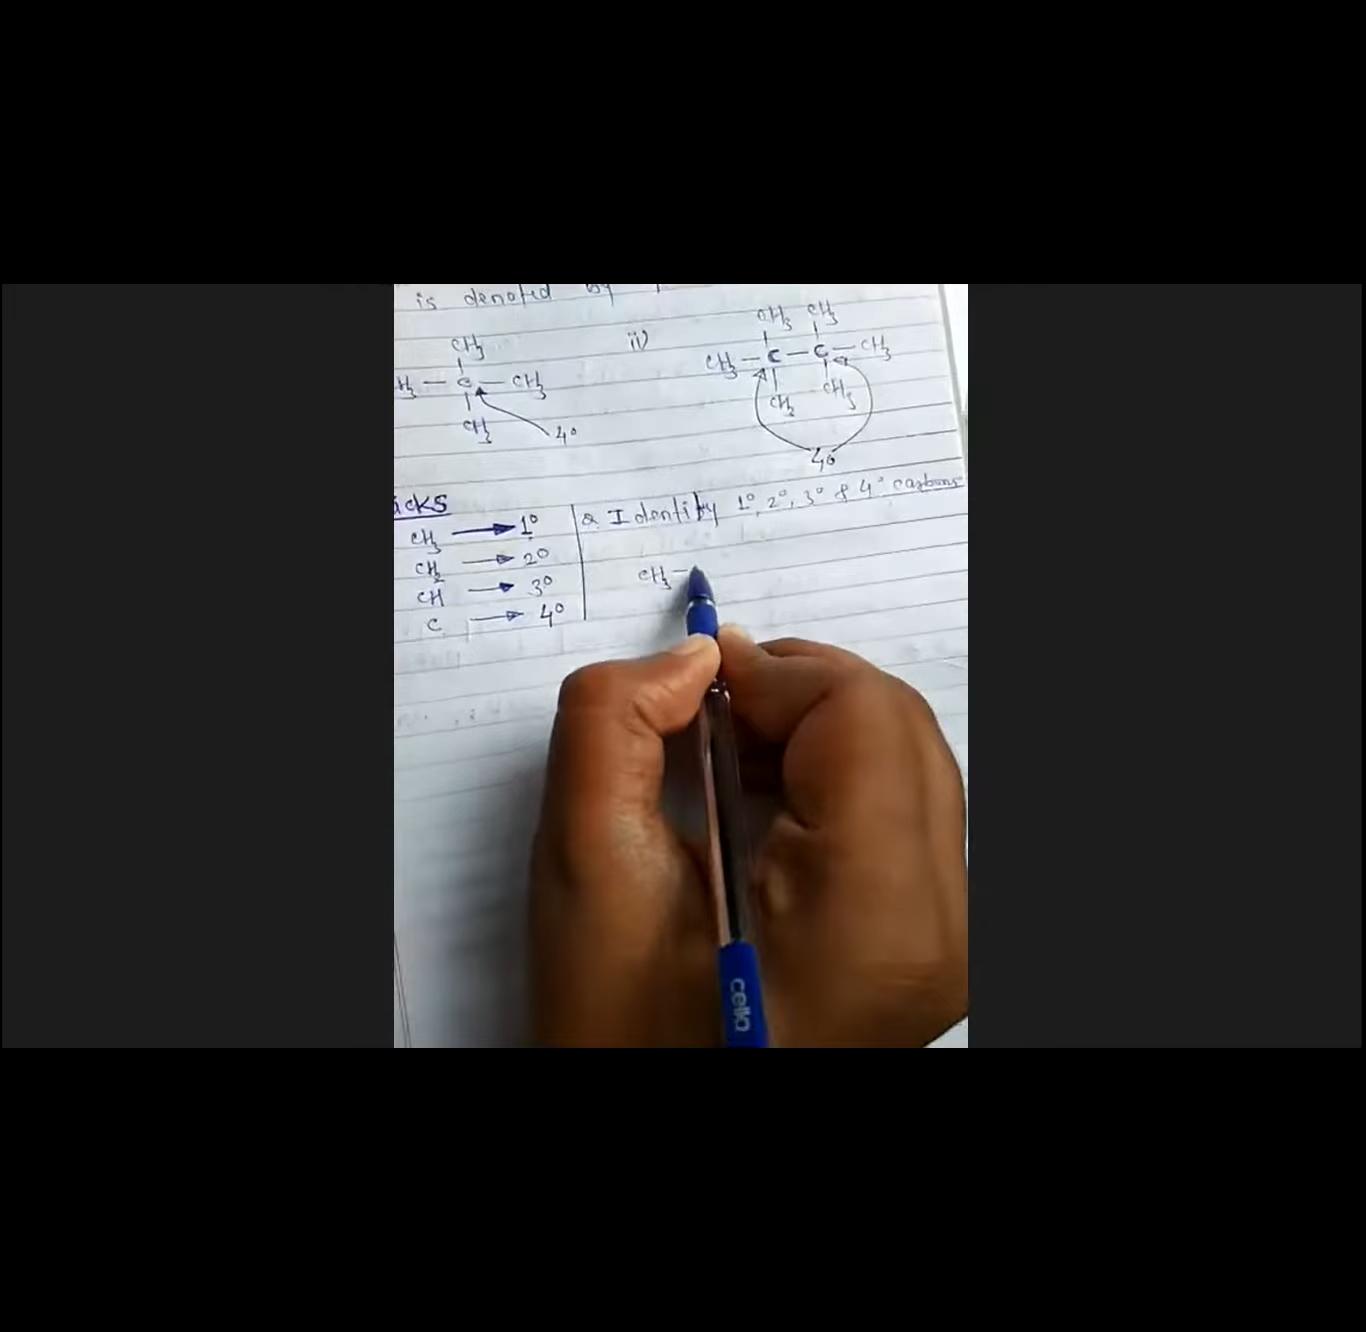 is denoted by
CH3 ii) CH3 CH3
CH3 — C — C — CH3
H3 — C — CH3
CH3 CH3
CH3 4°
4°
icks
CH3 → 1°
CH2 → 2°
CH → 3°
C → 4°
Q. Identify 1°, 2°, 3° & 4° carbons
CH3 —
cello